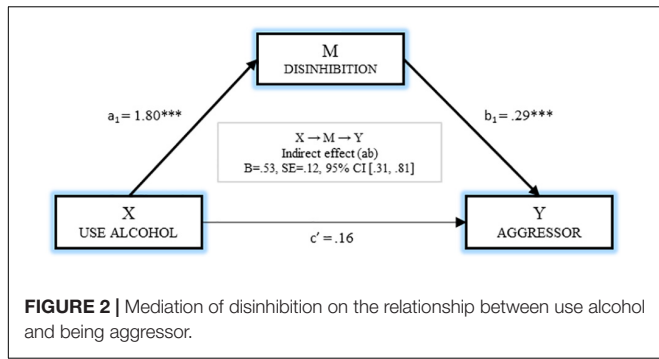 M
DISINHIBITION
a₁= 1.80***
b₁= .29***
X → M → Y
Indirect effect (ab)
B=.53, SE=.12, 95% CI [.31, .81]
X
USE ALCOHOL
Y
AGGRESSOR
c' = .16
FIGURE 2 | Mediation of disinhibition on the relationship between use alcohol
and being aggressor.